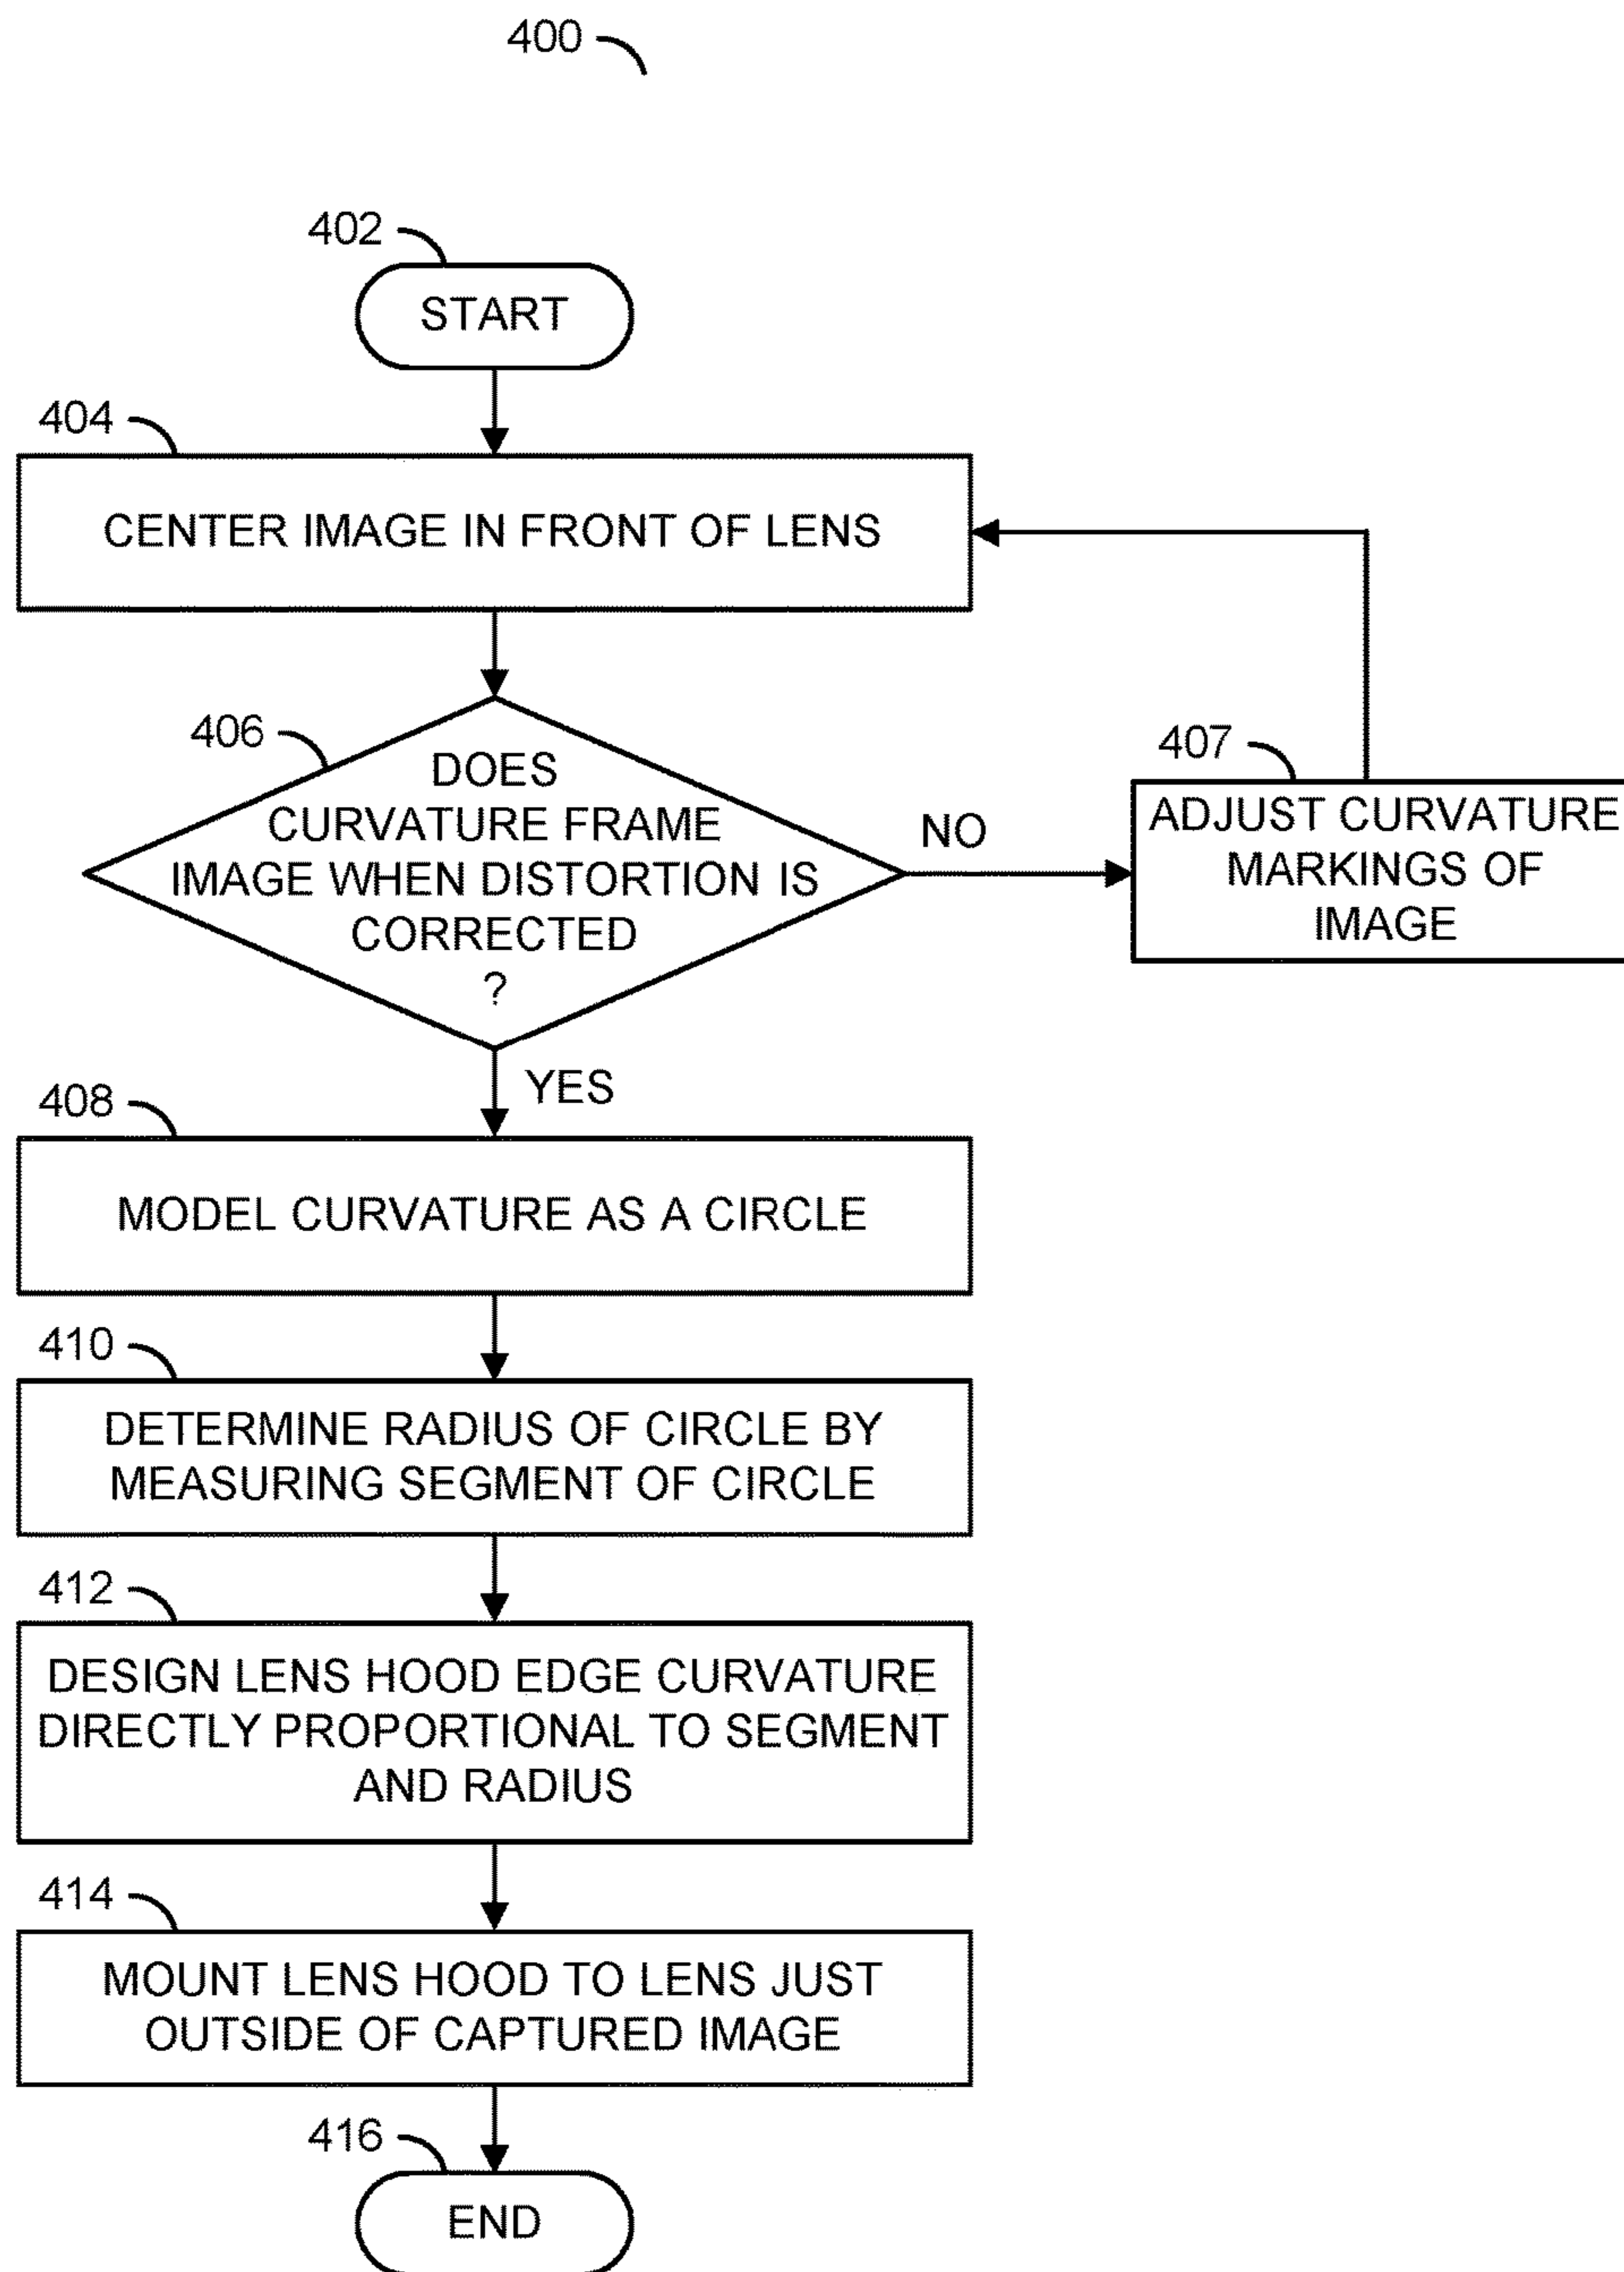 400
402
START
404
CENTER IMAGE IN FRONT OF LENS
406
DOES
CURVATURE FRAME
IMAGE WHEN DISTORTION IS
CORRECTED
?
NO
407
ADJUST CURVATURE
MARKINGS OF
IMAGE
YES
408
MODEL CURVATURE AS A CIRCLE
410
DETERMINE RADIUS OF CIRCLE BY
MEASURING SEGMENT OF CIRCLE
412
DESIGN LENS HOOD EDGE CURVATURE
DIRECTLY PROPORTIONAL TO SEGMENT
AND RADIUS
414
MOUNT LENS HOOD TO LENS JUST
OUTSIDE OF CAPTURED IMAGE
416
END